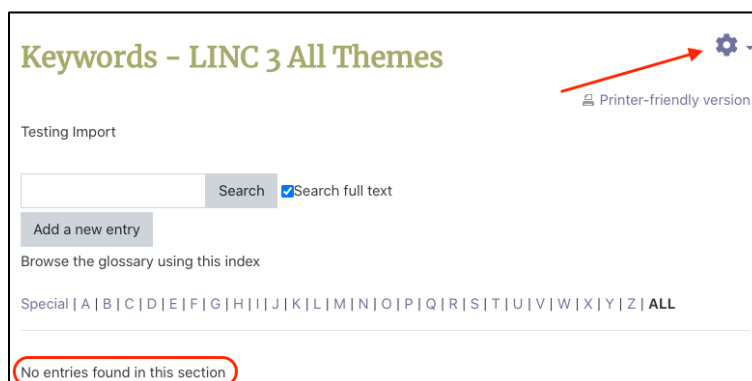 Keywords – LINC 3 All Themes
Printer-friendly version
Testing Import
Search Search full text
Add a new entry
Browse the glossary using this index
Special | A | B | C | D | E | F | G | H | I | J | K | L | M | N | O | P | Q | R | S | T | U | V | W | X | Y | Z | ALL
No entries found in this section